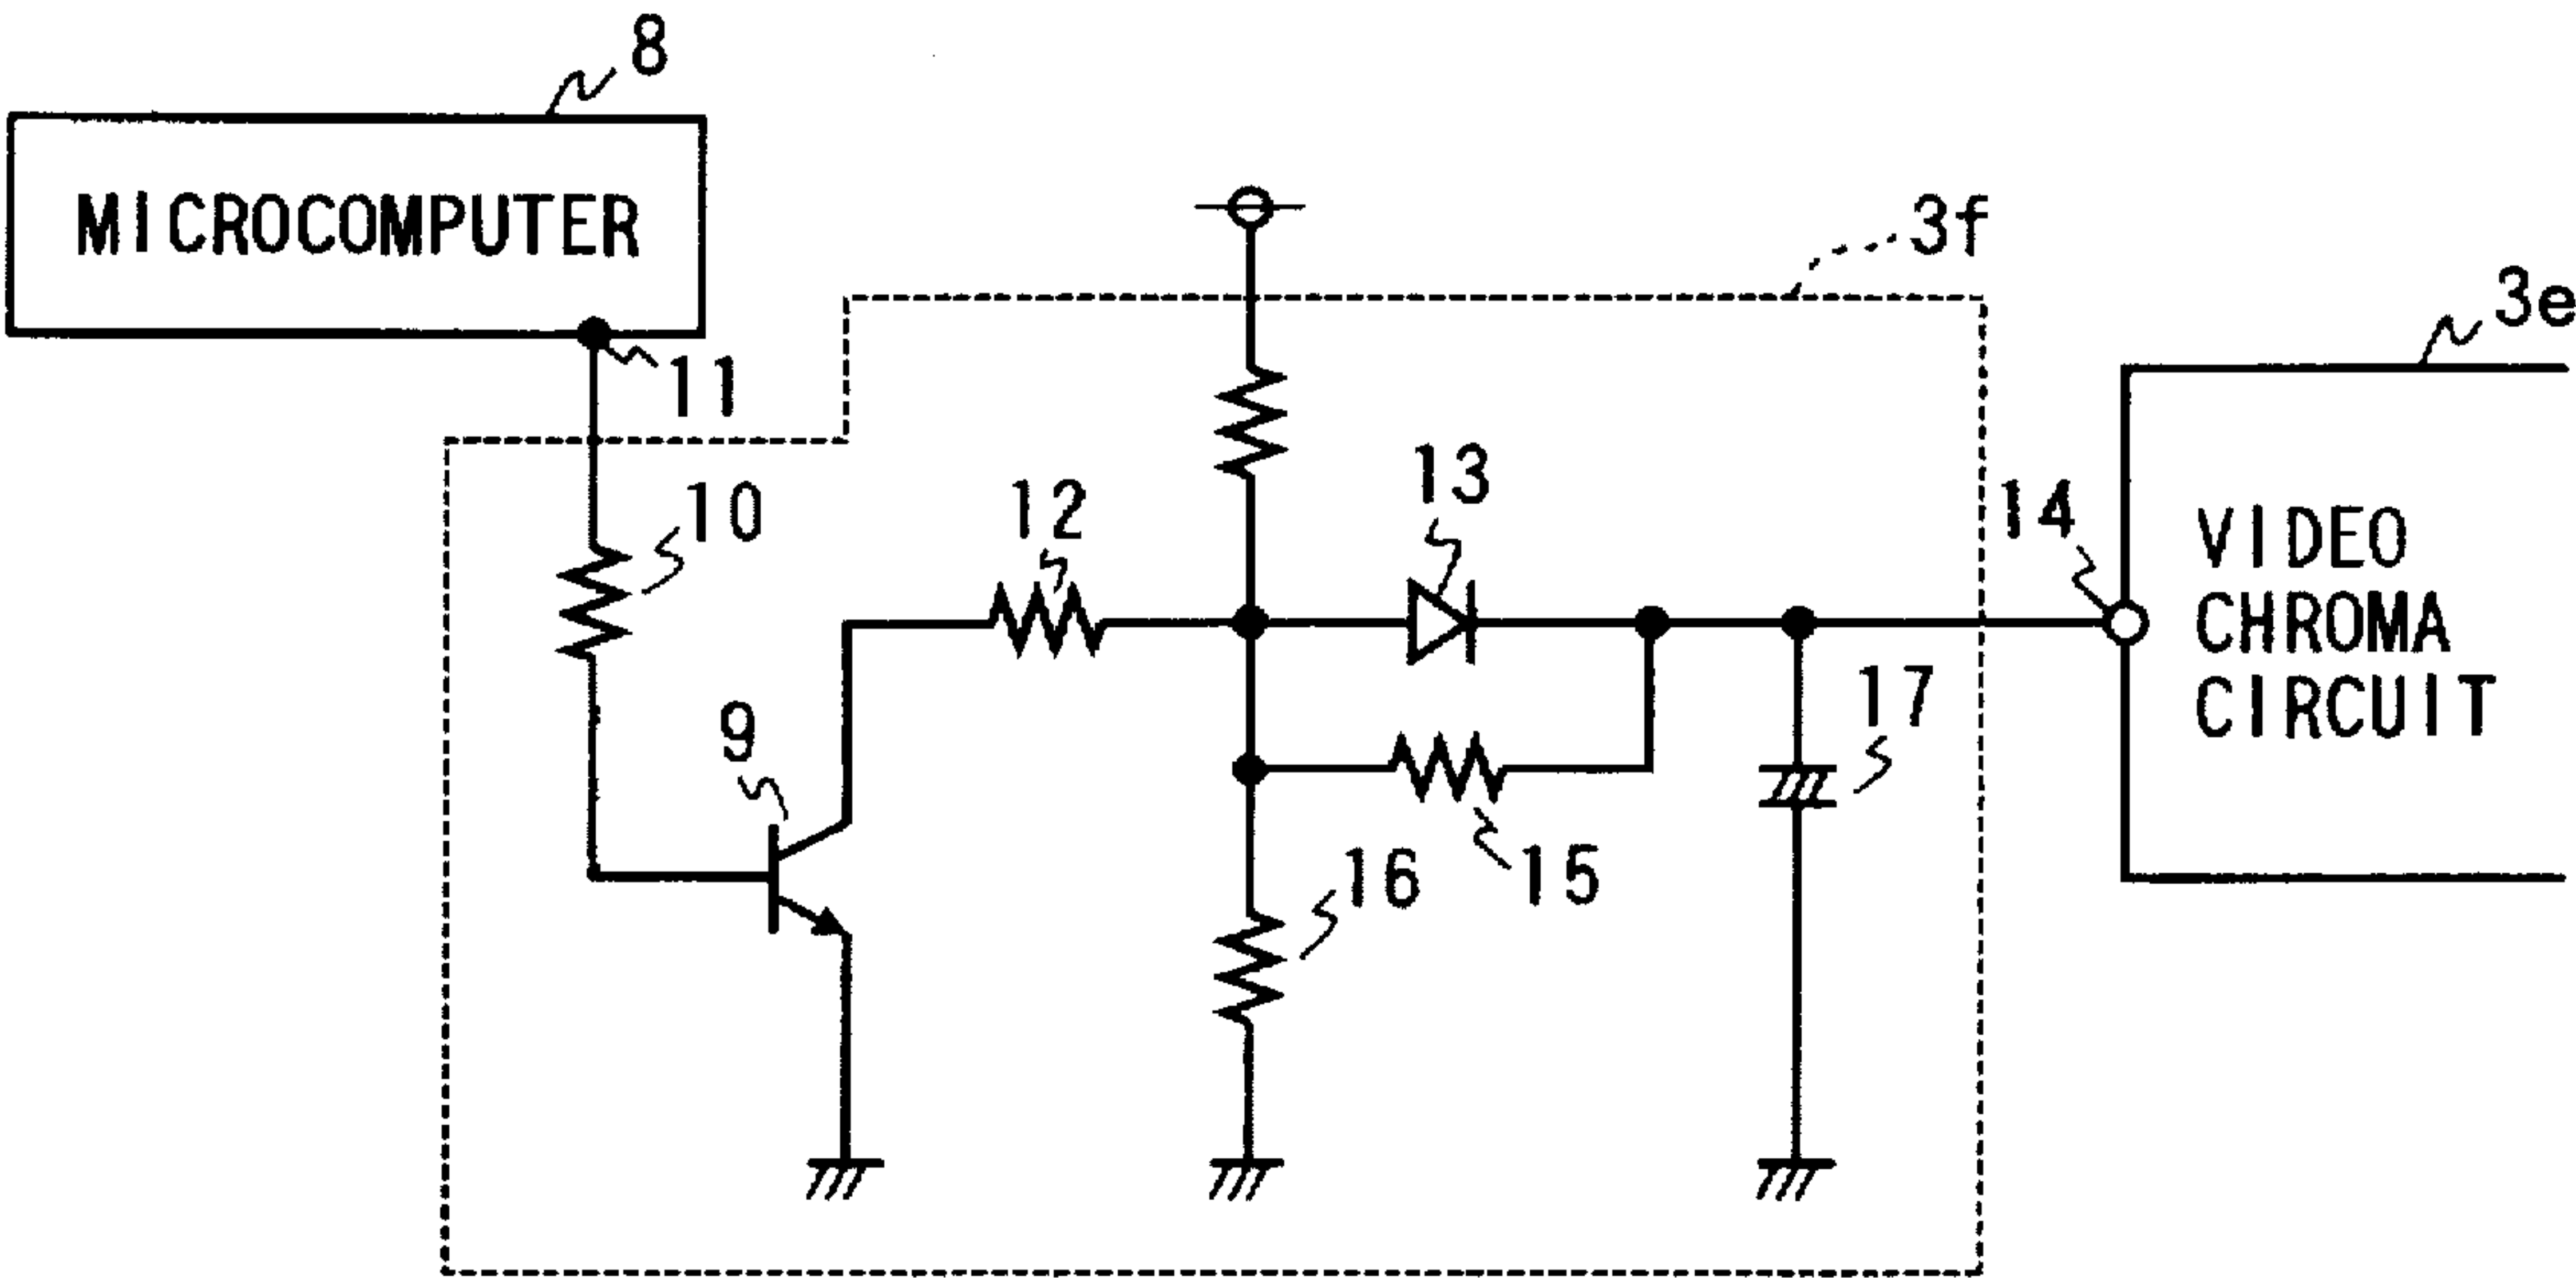 8
MICROCOMPUTER
3f
3e
11
13
10
12
14
VIDEO
CHROMA
CIRCUIT
17
9
16
15